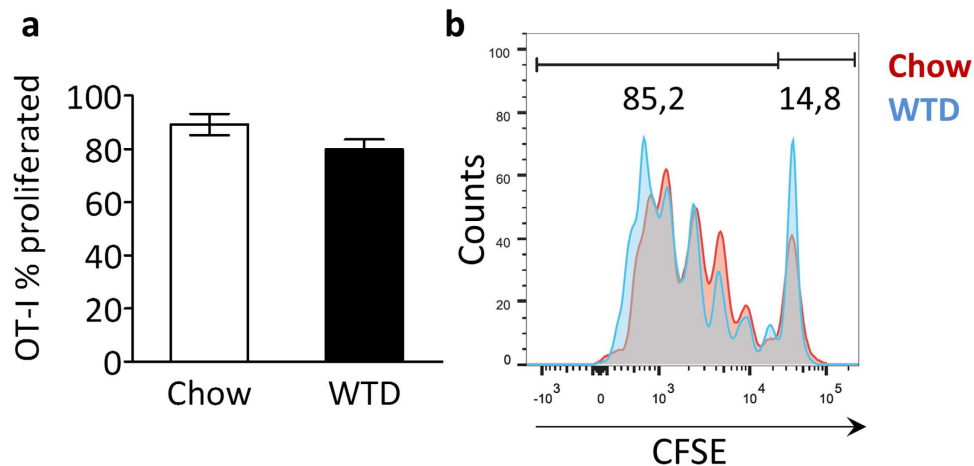 a
OT-I % proliferated
100
80
60
40
20
0
Chow
WTD
b
Counts
100
80
60
40
20
0
85,2
14,8
-10³
0
10³
10⁴
10⁵
CFSE
Chow
WTD